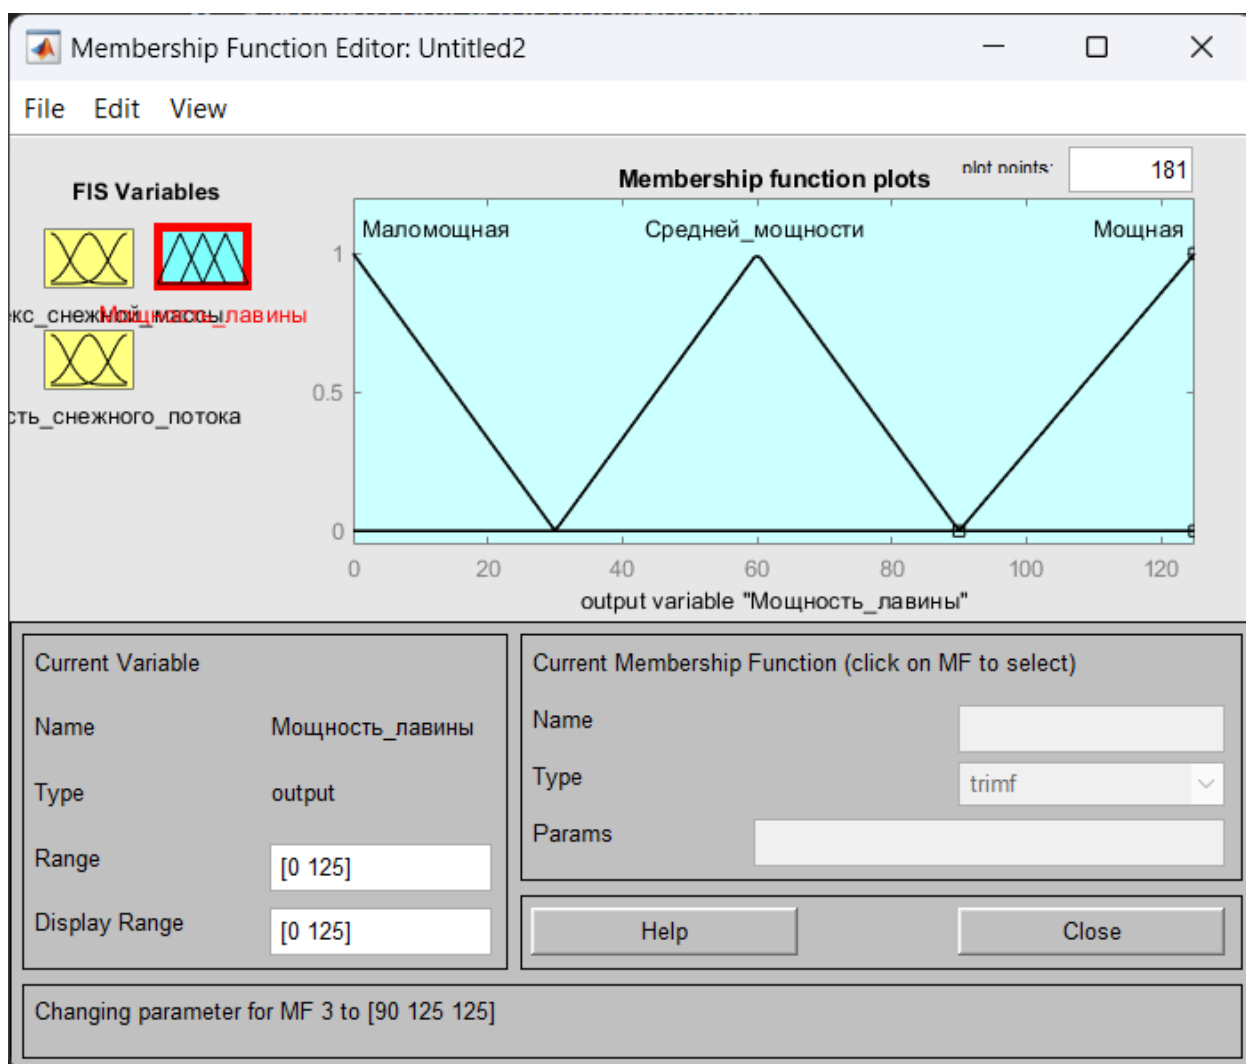 Membership Function Editor: Untitled2
File Edit View
FIS Variables
Membership function plots
plot points:
181
Маломощная
Средней_мощности
Мощная
1
0.5
0
0 20 40 60 80 100 120
output variable "Мощность_лавины"
кс_снежной_массы
Мощность_лавины
сть_снежного_потока
Current Variable
Name Мощность_лавины
Type output
Range [0 125]
Display Range [0 125]
Current Membership Function (click on MF to select)
Name
Type trimf
Params
Help Close
Changing parameter for MF 3 to [90 125 125]